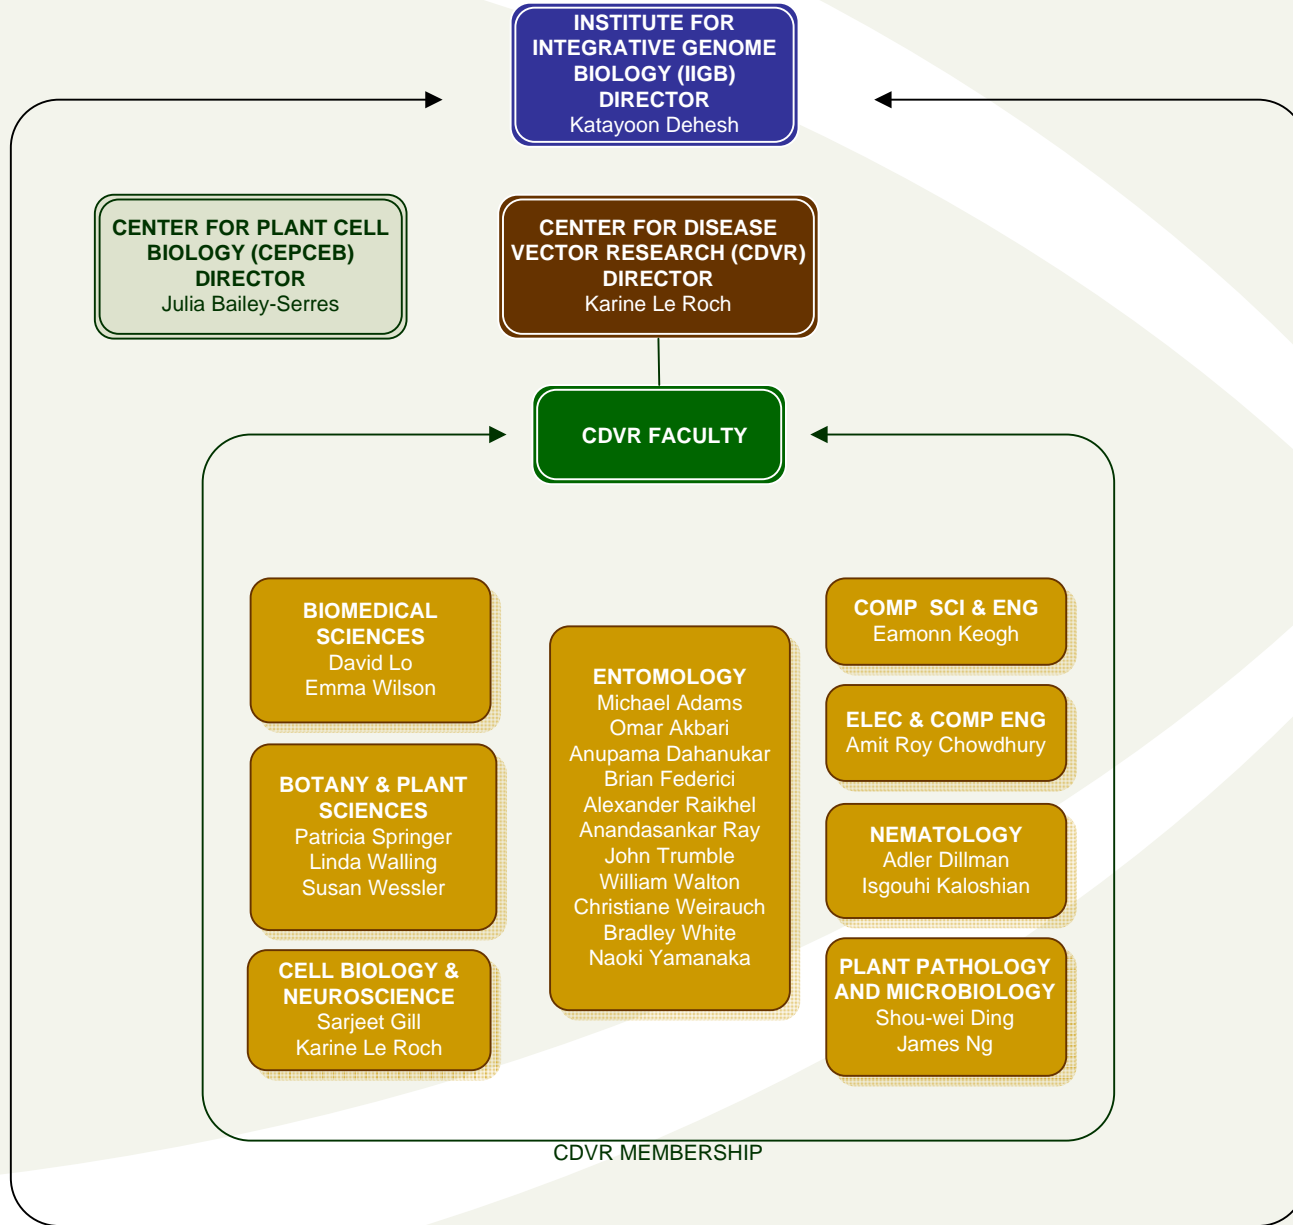 INSTITUTE FOR
INTEGRATIVE GENOME
BIOLOGY (IIGB)
DIRECTOR
Katayoon Dehesh
CENTER FOR PLANT CELL
BIOLOGY (CEPCEB)
DIRECTOR
Julia Bailey-Serres
CENTER FOR DISEASE
VECTOR RESEARCH (CDVR)
DIRECTOR
Karine Le Roch
CDVR FACULTY
BIOMEDICAL
SCIENCES
David Lo
Emma Wilson
BOTANY & PLANT
SCIENCES
Patricia Springer
Linda Walling
Susan Wessler
CELL BIOLOGY &
NEUROSCIENCE
Sarjeet Gill
Karine Le Roch
ENTOMOLOGY
Michael Adams
Omar Akbari
Anupama Dahanukar
Brian Federici
Alexander Raikhel
Anandasankar Ray
John Trumble
William Walton
Christiane Weirauch
Bradley White
Naoki Yamanaka
COMP SCI & ENG
Eamonn Keogh
ELEC & COMP ENG
Amit Roy Chowdhury
NEMATOLOGY
Adler Dillman
Isgouhi Kaloshian
PLANT PATHOLOGY
AND MICROBIOLOGY
Shou-wei Ding
James Ng
CDVR MEMBERSHIP